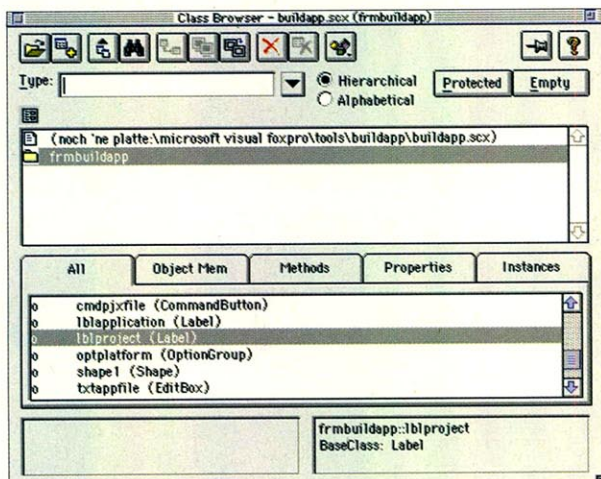 Class Browser - buildapp.scx (frmbuildapp)
Type:
Hierarchical
Alphabetical
Protected
Empty
(noch 'ne platte:\microsoft visual foxpro\tools\buildapp\buildapp.scx)
frmbuildapp
All
Object Mem
Methods
Properties
Instances
o cmdpjxfile (CommandButton)
o lblapplication (Label)
o lblproject (Label)
o optplatform (OptionGroup)
o shape1 (Shape)
o txtappfile (EditBox)
frmbuildapp::lblproject
BaseClass: Label